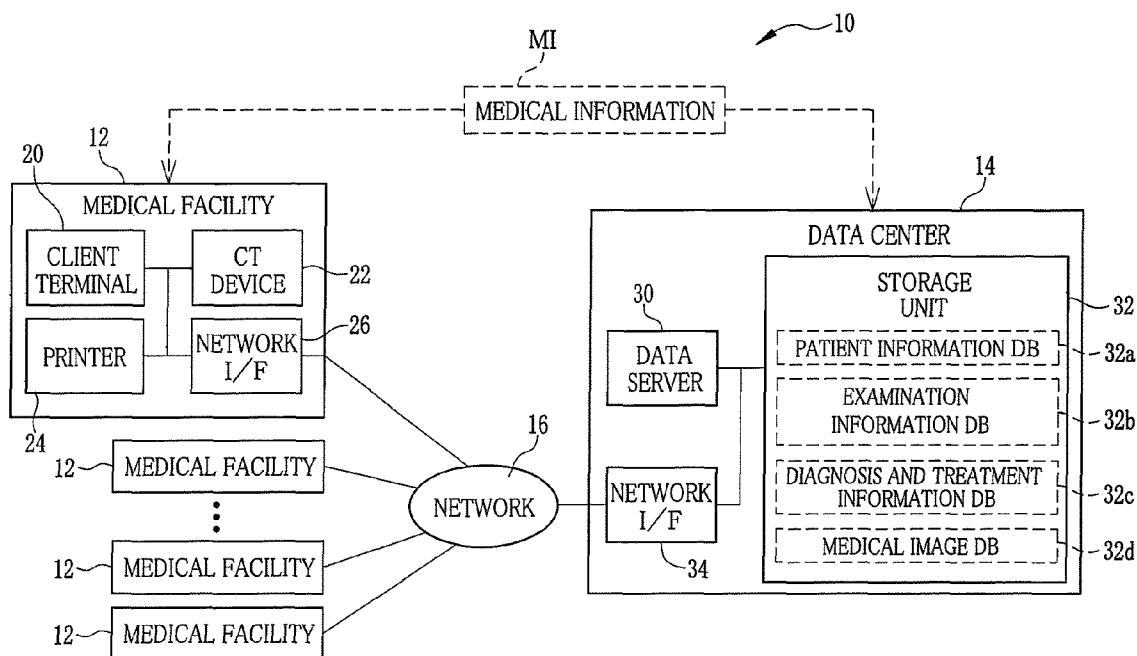 10
MI
MEDICAL INFORMATION
12
20
MEDICAL FACILITY
CLIENT
TERMINAL
CT
DEVICE
22
PRINTER
NETWORK
I/F
26
24
14
DATA CENTER
30
DATA
SERVER
STORAGE
UNIT
32
PATIENT INFORMATION DB
32a
EXAMINATION
INFORMATION DB
32b
DIAGNOSIS AND TREATMENT
INFORMATION DB
32c
MEDICAL IMAGE DB
32d
NETWORK
I/F
34
16
NETWORK
12
MEDICAL FACILITY
12
MEDICAL FACILITY
12
MEDICAL FACILITY